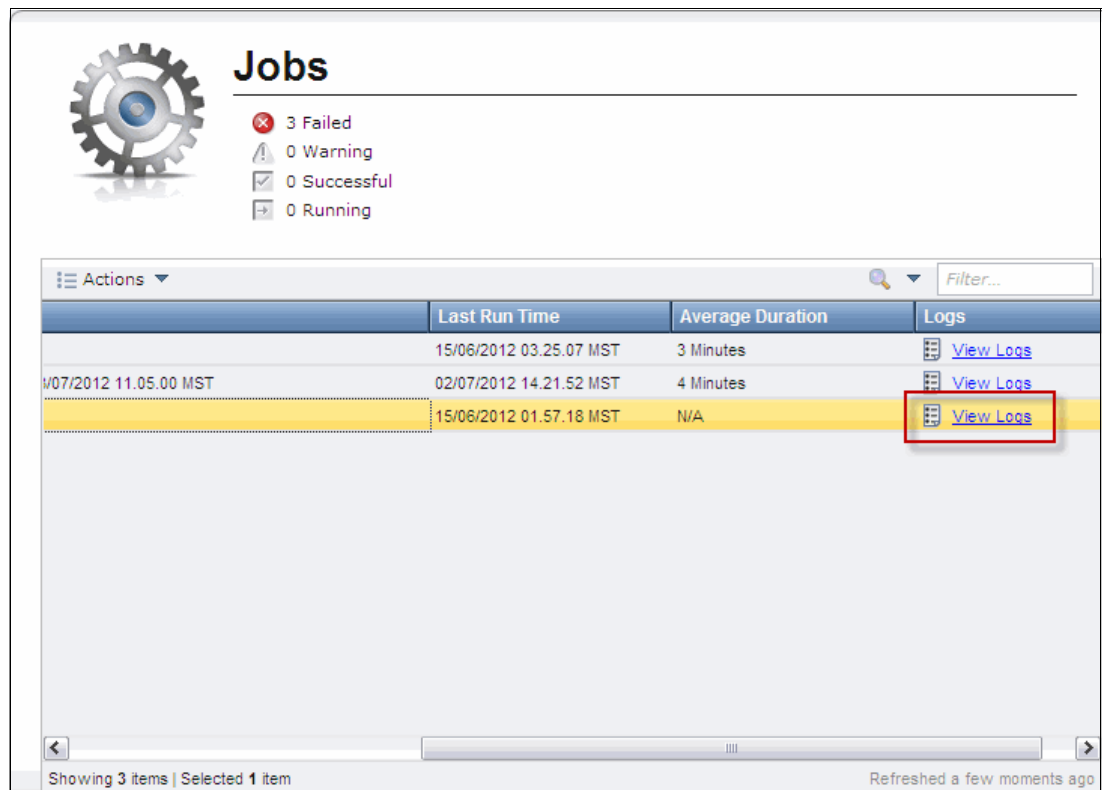 Jobs
3 Failed
0 Warning
0 Successful
0 Running
Actions
Filter...
Last Run Time Average Duration Logs
15/06/2012 03.25.07 MST 3 Minutes View Logs
/07/2012 11.05.00 MST 02/07/2012 14.21.52 MST 4 Minutes View Logs
15/06/2012 01.57.18 MST N/A View Logs
Showing 3 items | Selected 1 item Refreshed a few moments ago